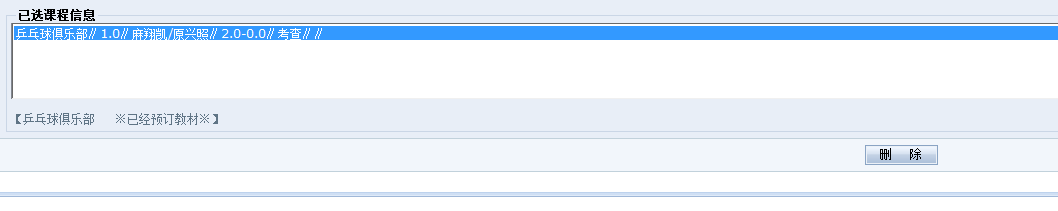 已选课程信息
乒乓球俱乐部// 1.0// 麻翔凯/原兴照// 2.0-0.0// 考查// //
【乒乓球俱乐部 ※已经预订教材※】
删 除